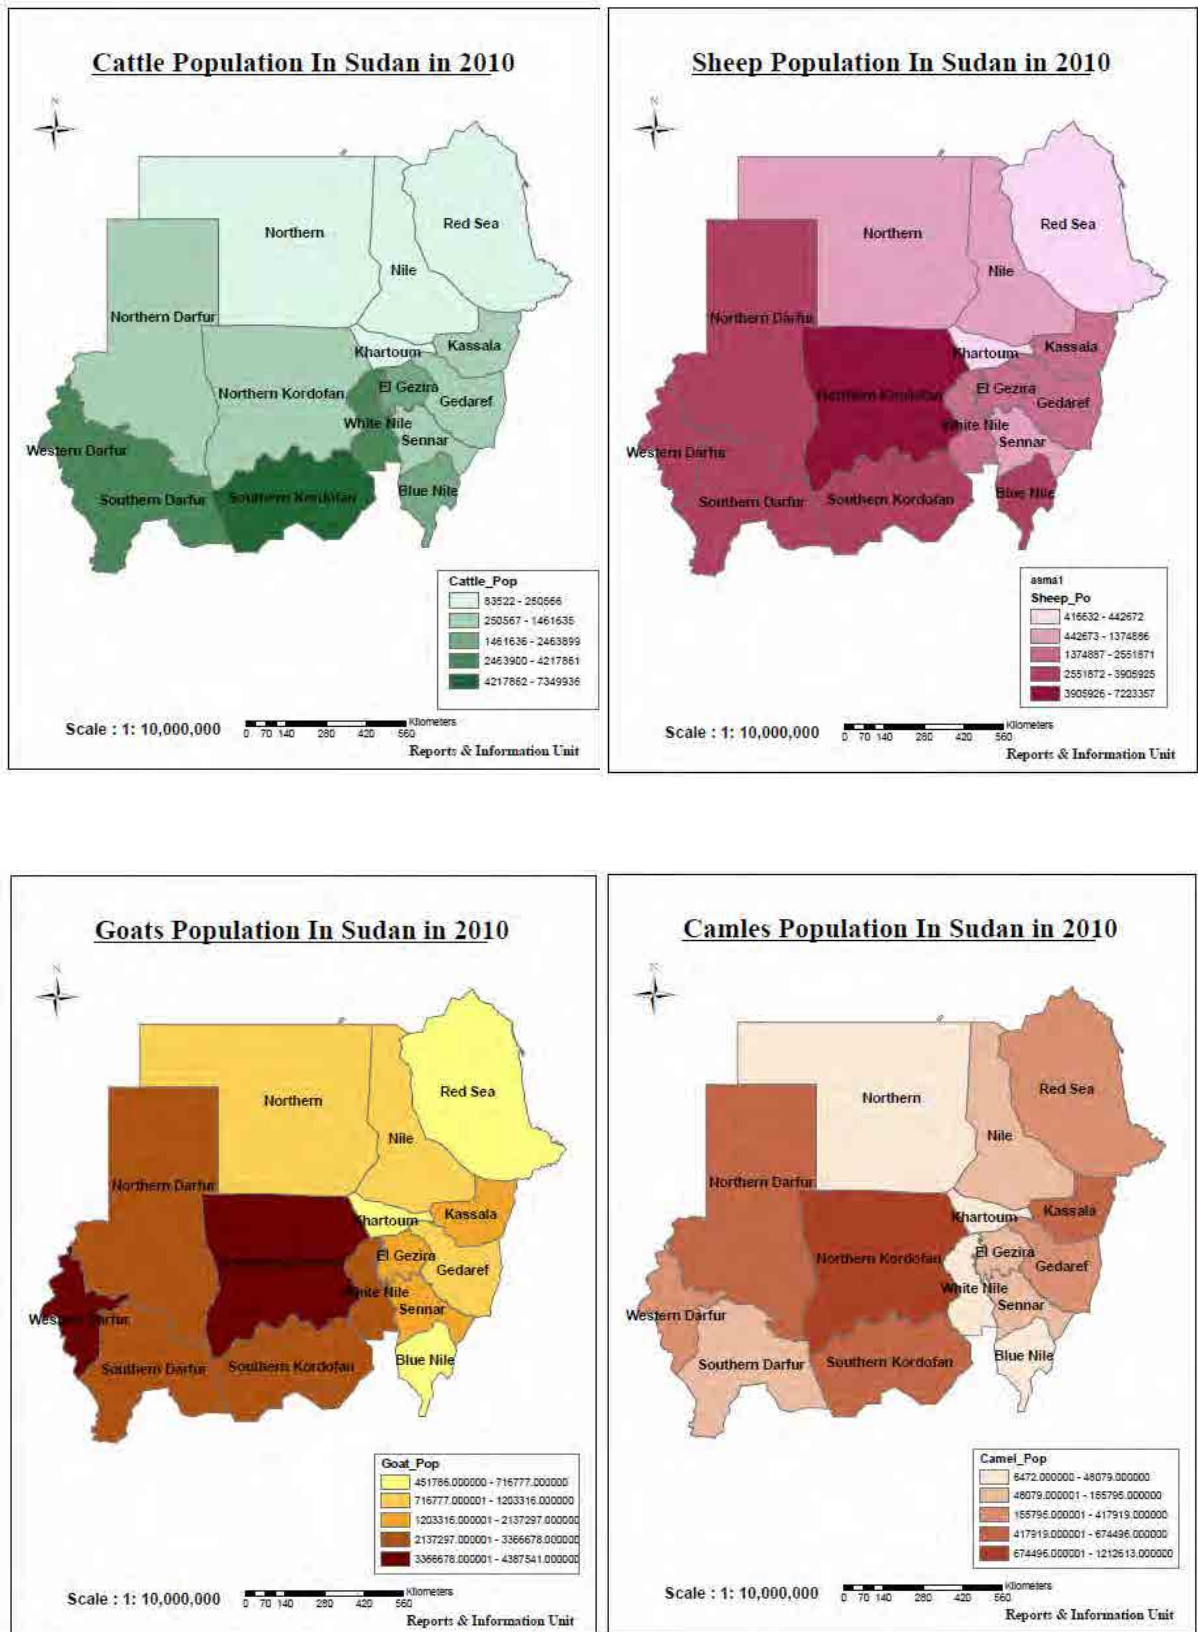 Cattle Population In Sudan in 2010
N
Red Sea
Northern
Nile
Northern Darfur
Kassala
Khartoum
El Gezira
Northern Kordofan
Gedaref
White Nile
Sennar
Western Darfur
Blue Nile
Southern Darfur
Southern Kordofan
Cattle_Pop
83522 - 250566
250567 - 1461635
1461636 - 2463899
2463900 - 4217861
4217862 - 7349936
Scale : 1: 10,000,000
0 70 140 280 420 560
Kilometers
Reports & Information Unit
Sheep Population In Sudan in 2010
N
Red Sea
Northern
Nile
Northern Darfur
Kassala
Khartoum
El Gezira
Northern Kordofan
Gedaref
White Nile
Sennar
Western Darfur
Blue Nile
Southern Darfur
Southern Kordofan
asma1
Sheep_Po
416632 - 442672
442673 - 1374886
1374887 - 2551871
2551872 - 3905925
3905926 - 7223357
Scale : 1: 10,000,000
0 70 140 280 420 560
Kilometers
Reports & Information Unit
Goats Population In Sudan in 2010
N
Red Sea
Northern
Nile
Northern Darfur
Kassala
Khartoum
El Gezira
Gedaref
White Nile
Sennar
Western Darfur
Blue Nile
Southern Darfur
Southern Kordofan
Goat_Pop
451786.000000 - 716777.000000
716777.000001 - 1203316.000000
1203316.000001 - 2137297.000000
2137297.000001 - 3366678.000000
3366678.000001 - 4387541.000000
Scale : 1: 10,000,000
0 70 140 280 420 560
Kilometers
Reports & Information Unit
Camles Population In Sudan in 2010
N
Red Sea
Northern
Nile
Northern Darfur
Kassala
Khartoum
El Gezira
Northern Kordofan
Gedaref
White Nile
Sennar
Western Darfur
Blue Nile
Southern Darfur
Southern Kordofan
Camel_Pop
6472.000000 - 48079.000000
48079.000001 - 155795.000000
155795.000001 - 417919.000000
417919.000001 - 674496.000000
674496.000001 - 1212613.000000
Scale : 1: 10,000,000
0 70 140 280 420 560
Kilometers
Reports & Information Unit